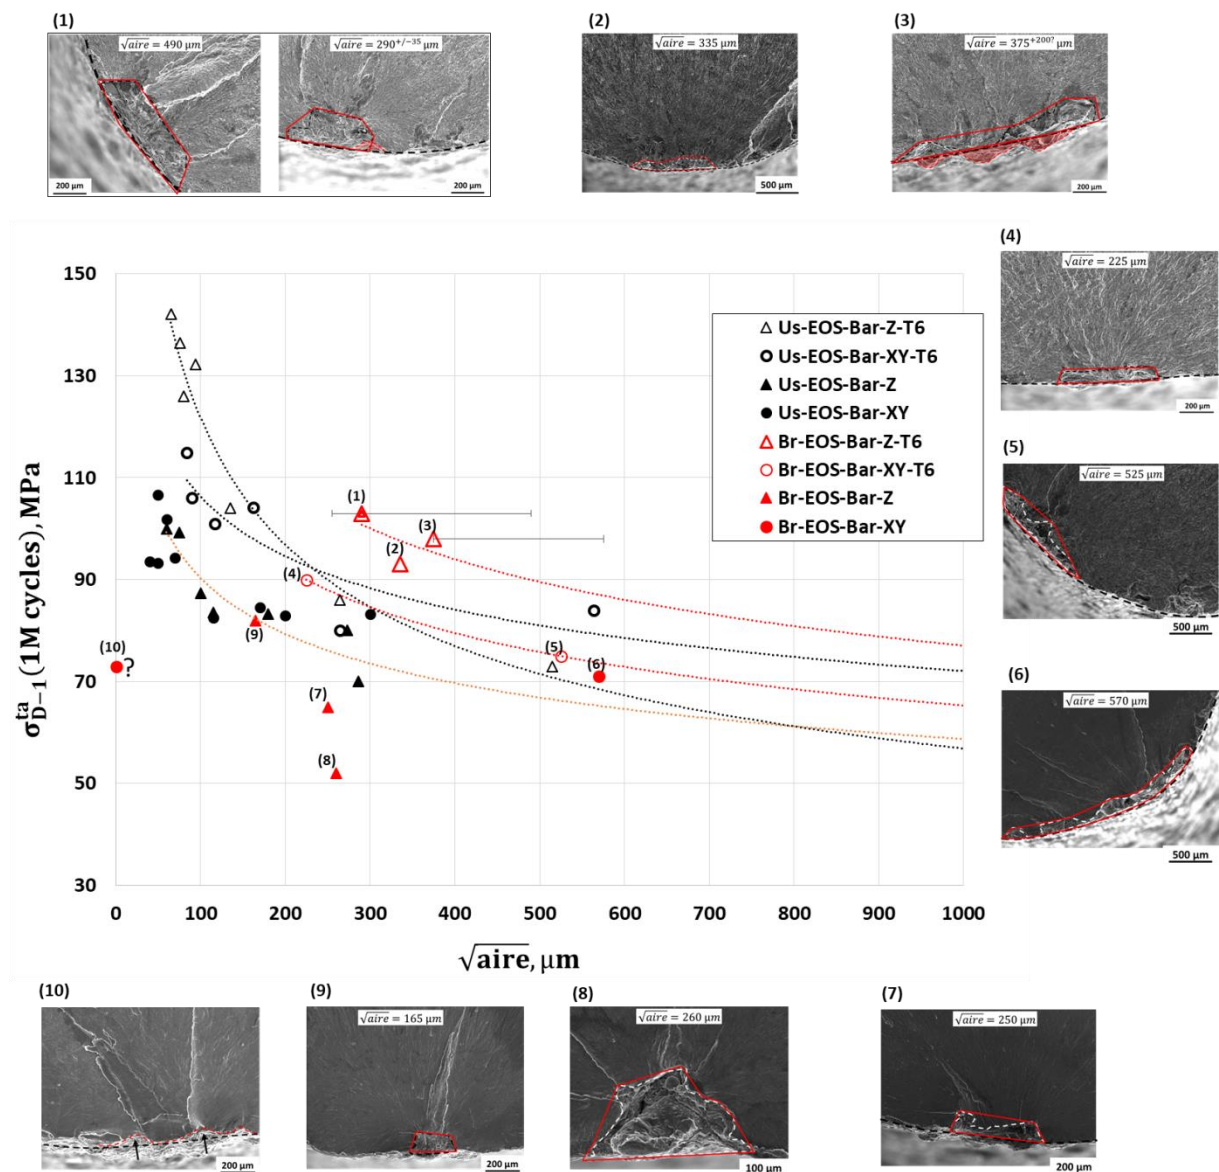 (1)
(2)
(3)
√aire = 490 µm
√aire = 290⁺/⁻³⁵ µm
√aire = 335 µm
√aire = 375⁺²⁰⁰? µm
200 µm
200 µm
500 µm
200 µm
(4)
√aire = 225 µm
200 µm
(5)
√aire = 525 µm
500 µm
(6)
√aire = 570 µm
500 µm
150
130
110
90
70
50
30
σᵗᵃ_D−1 (1M cycles), MPa
Us-EOS-Bar-Z-T6
Us-EOS-Bar-XY-T6
Us-EOS-Bar-Z
Us-EOS-Bar-XY
Br-EOS-Bar-Z-T6
Br-EOS-Bar-XY-T6
Br-EOS-Bar-Z
Br-EOS-Bar-XY
(1)
(3)
(2)
(4)
(9)
(5)
(6)
(10)
?
(7)
(8)
0 100 200 300 400 500 600 700 800 900 1000
√aire, µm
(10)
(9)
(8)
(7)
√aire = 165 µm
√aire = 260 µm
√aire = 250 µm
200 µm
200 µm
100 µm
200 µm